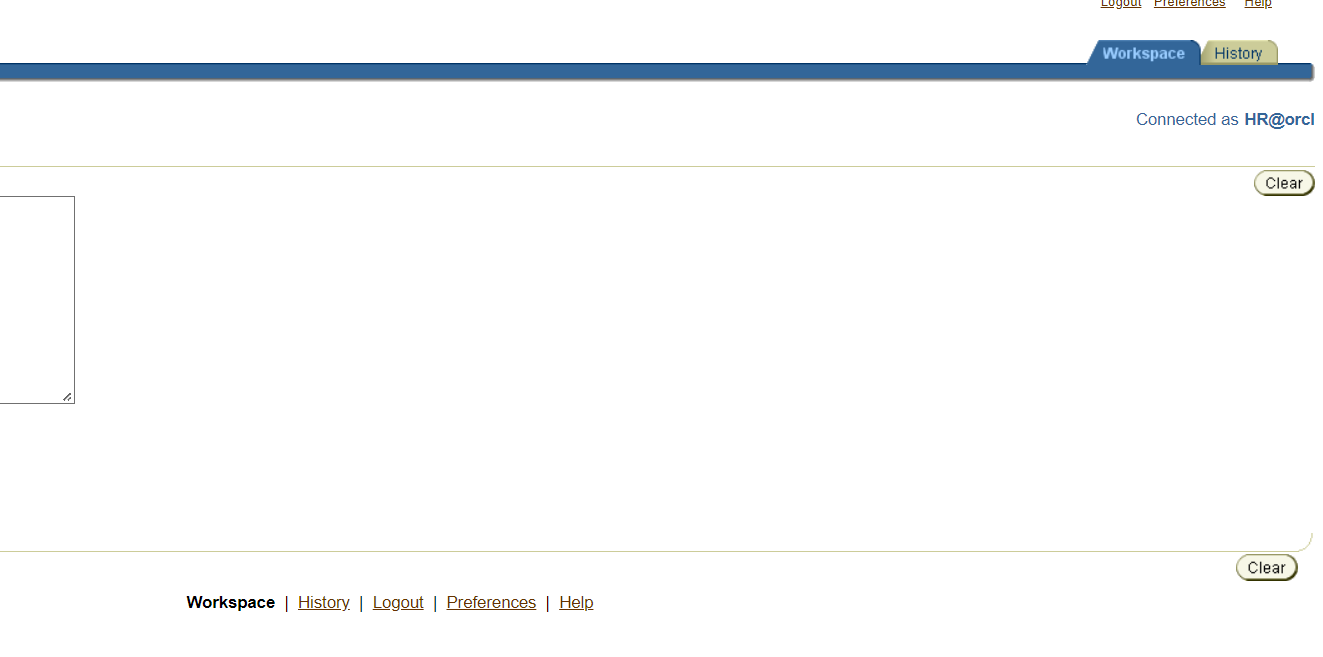 Logout Preferences Help
Workspace History
Connected as HR@orcl
Clear
Clear
Workspace | History | Logout | Preferences | Help